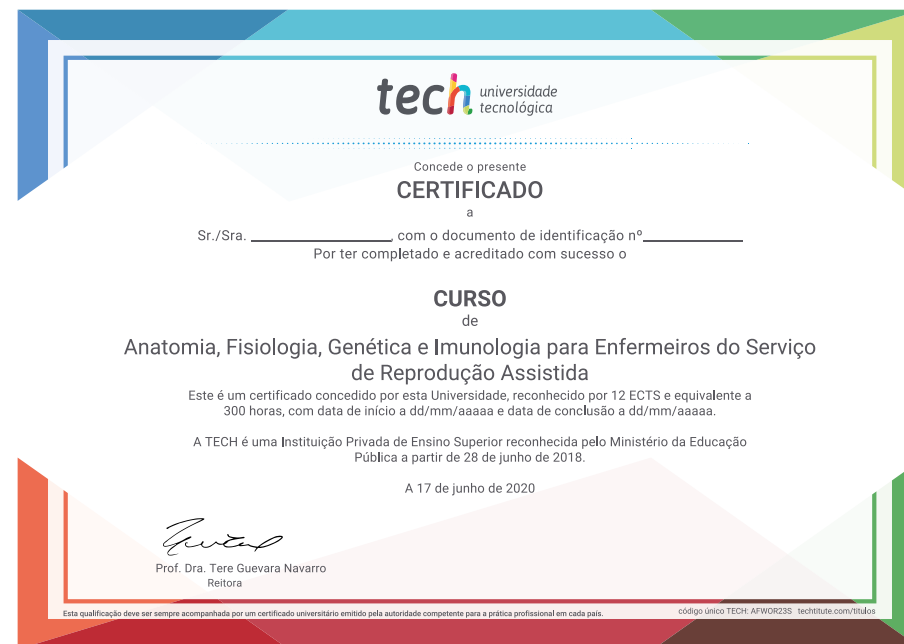 tech universidade
tecnológica
Concede o presente
CERTIFICADO
a
Sr./Sra. ____________________, com o documento de identificação nº______________
Por ter completado e acreditado com sucesso o
CURSO
de
Anatomia, Fisiologia, Genética e Imunologia para Enfermeiros do Serviço
de Reprodução Assistida
Este é um certificado concedido por esta Universidade, reconhecido por 12 ECTS e equivalente a
300 horas, com data de início a dd/mm/aaaaa e data de conclusão a dd/mm/aaaaa.
A TECH é uma Instituição Privada de Ensino Superior reconhecida pelo Ministério da Educação
Pública a partir de 28 de junho de 2018.
A 17 de junho de 2020
Prof. Dra. Tere Guevara Navarro
Reitora
Esta qualificação deve ser sempre acompanhada por um certificado universitário emitido pela autoridade competente para a prática profissional em cada país.
código único TECH: AFWOR23S techtitute.com/titulos